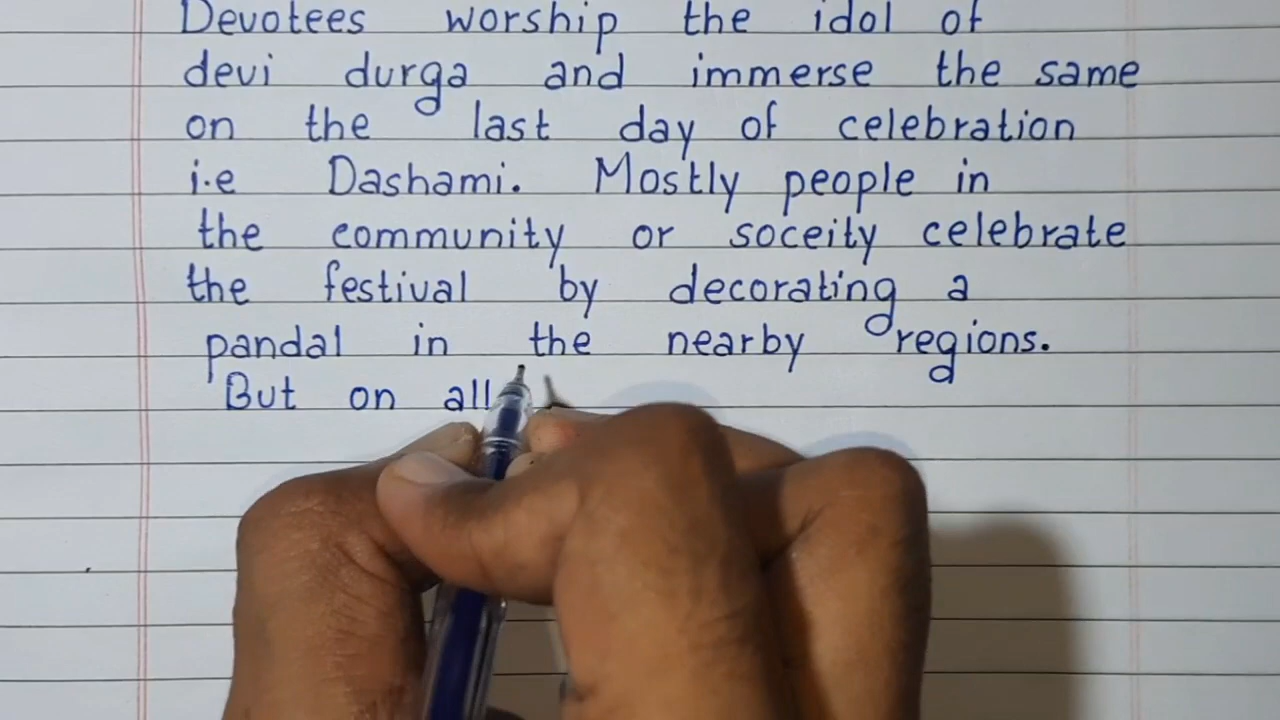 Devotees worship the idol of
devi durga and immerse the same
on the last day of celebration
i.e Dashami. Mostly people in
the community or soceity celebrate
the festival by decorating a
pandal in the nearby regions.
But on all